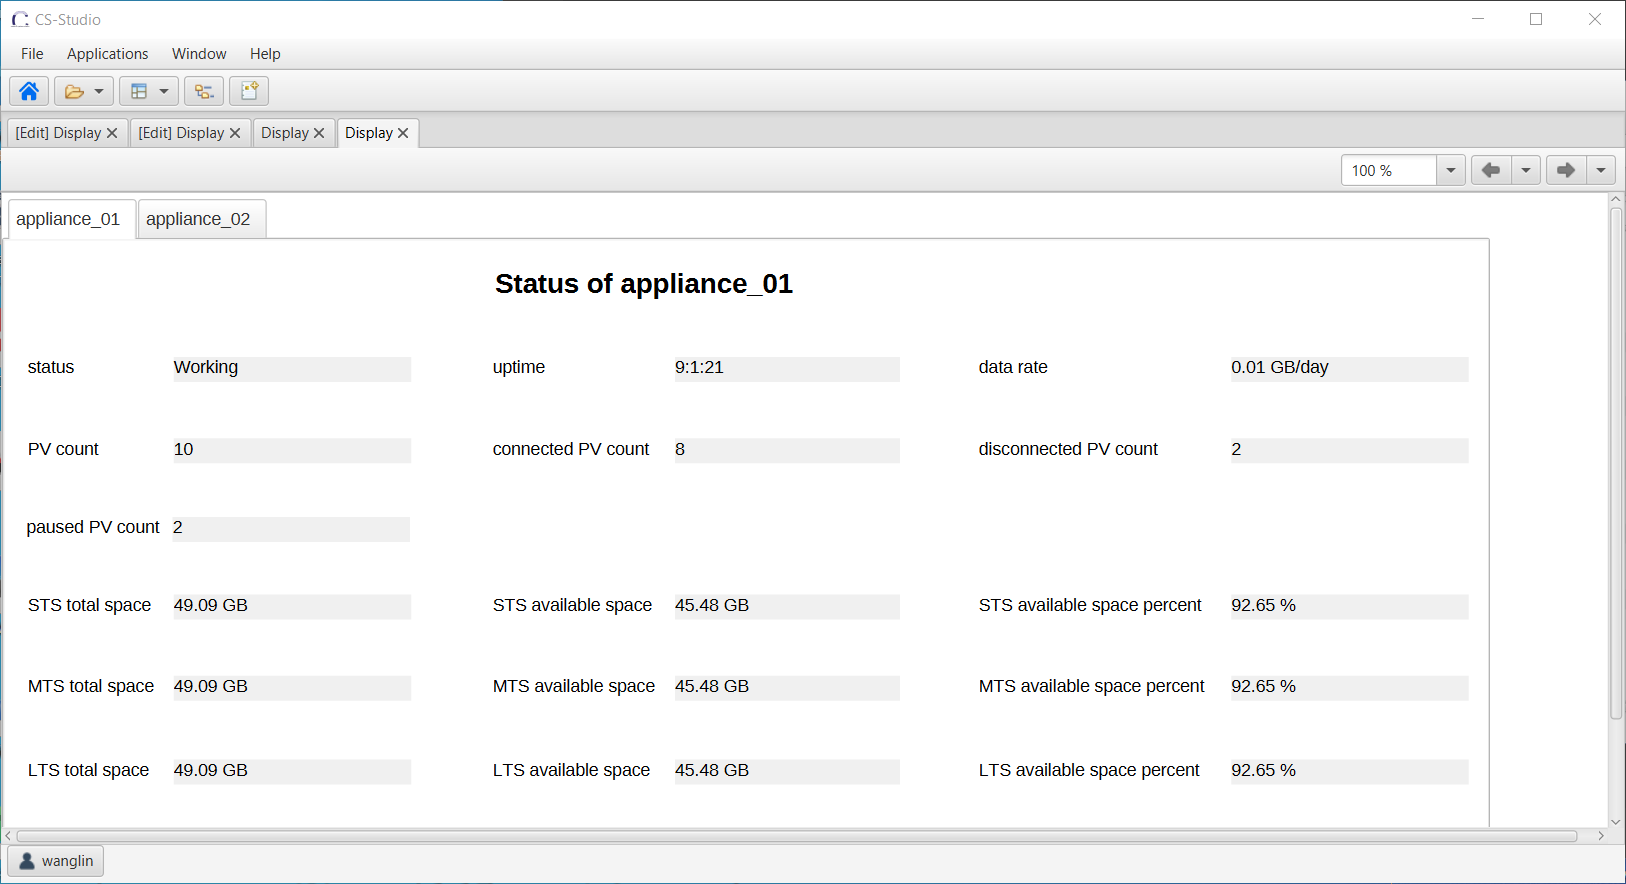 CS-Studio
File Applications Window Help
[Edit] Display [Edit] Display Display Display
100 %
appliance_01 appliance_02
Status of appliance_01
status Working uptime 9:1:21 data rate 0.01 GB/day
PV count 10 connected PV count 8 disconnected PV count 2
paused PV count 2
STS total space 49.09 GB STS available space 45.48 GB STS available space percent 92.65 %
MTS total space 49.09 GB MTS available space 45.48 GB MTS available space percent 92.65 %
LTS total space 49.09 GB LTS available space 45.48 GB LTS available space percent 92.65 %
wanglin